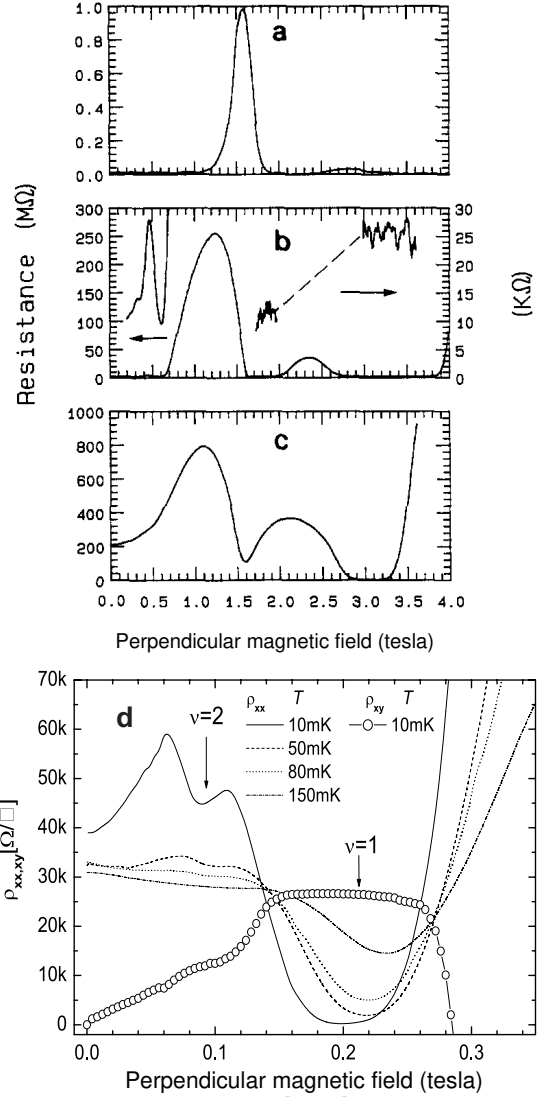 a
1.0
0.8
0.6
0.4
0.2
0.0
Resistance (MΩ)
b
300
250
200
150
100
50
0
30
25
20
15
10
5
0
(KΩ)
c
1000
800
600
400
200
0
0.0 0.5 1.0 1.5 2.0 2.5 3.0 3.5 4.0
Perpendicular magnetic field (tesla)
d
70k
60k
50k
40k
30k
20k
10k
0
ρxx,xy[Ω/□]
ν=2
ρxx T ρxy T
10mK 10mK
50mK
80mK
150mK
ν=1
0.0 0.1 0.2 0.3
Perpendicular magnetic field (tesla)